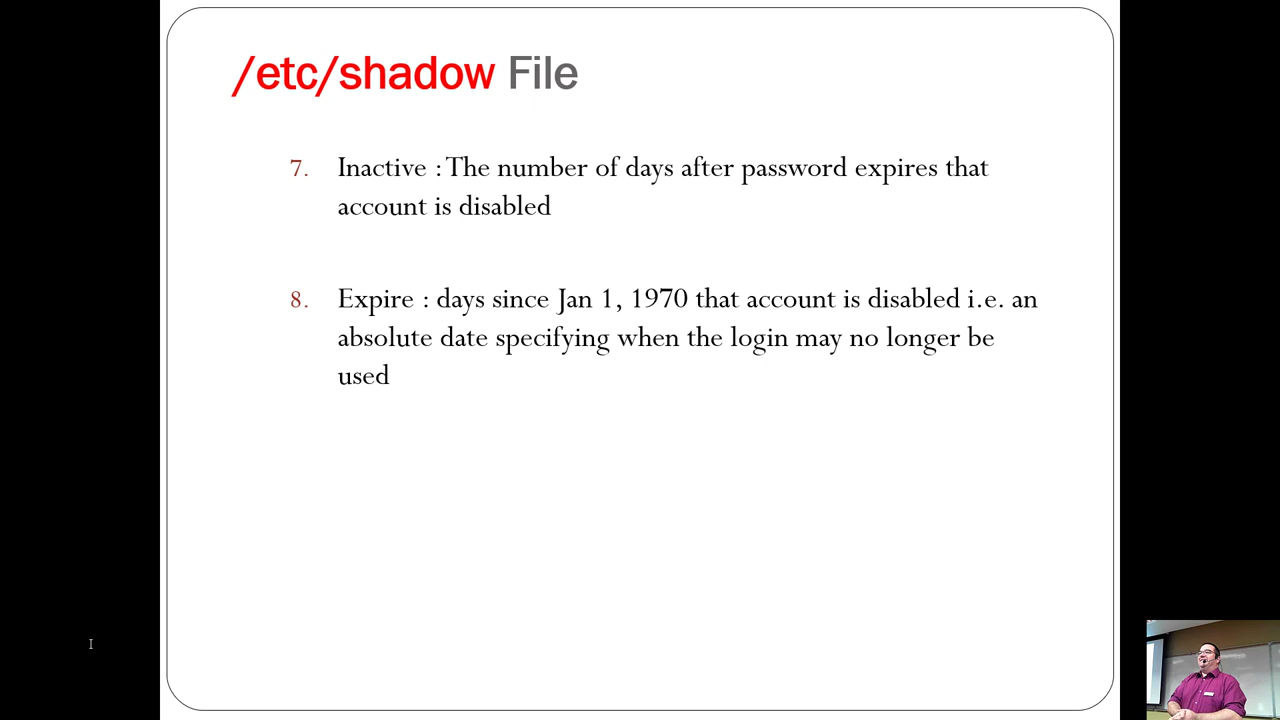 /etc/shadow File
7. Inactive : The number of days after password expires that
account is disabled
8. Expire : days since Jan 1, 1970 that account is disabled i.e. an
absolute date specifying when the login may no longer be
used